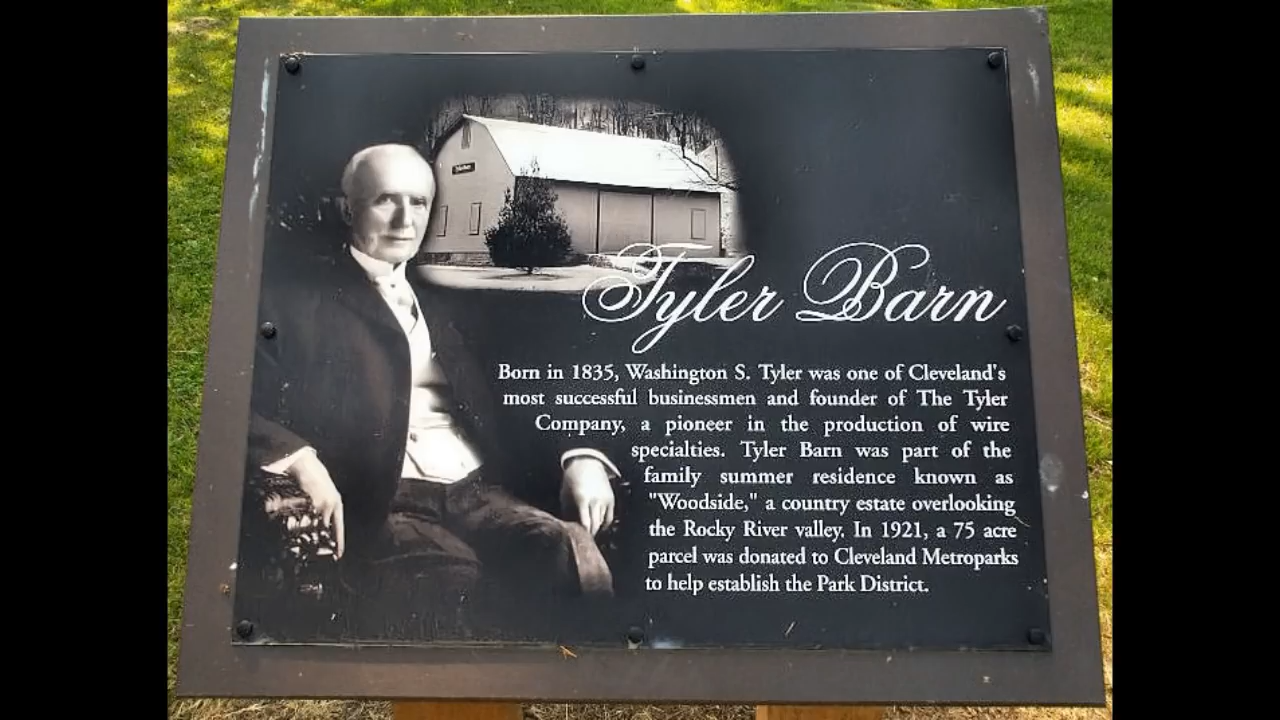 Tyler Barn
Born in 1835, Washington S. Tyler was one of Cleveland's
most successful businessmen and founder of The Tyler
Company, a pioneer in the production of wire
specialties. Tyler Barn was part of the
family summer residence known as
"Woodside," a country estate overlooking
the Rocky River valley. In 1921, a 75 acre
parcel was donated to Cleveland Metroparks
to help establish the Park District.